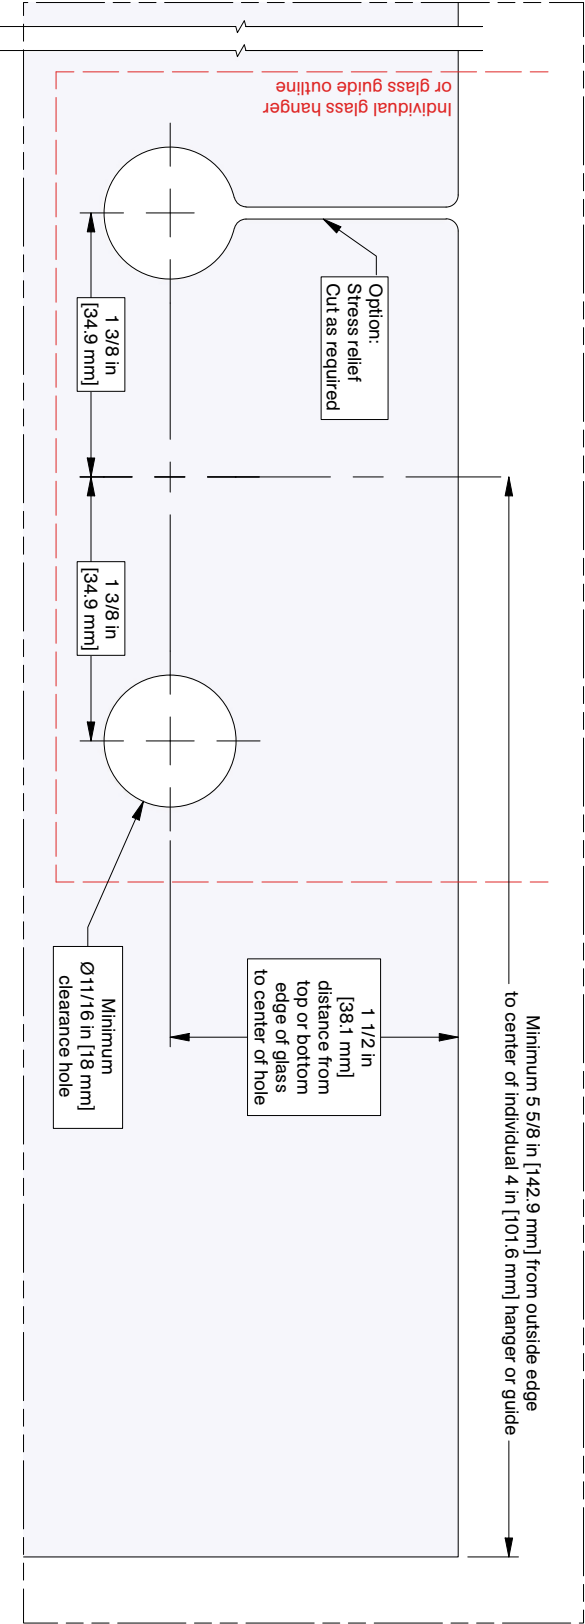 Minimum 5 5/8 in [142.9 mm] from outside edge
to center of individual 4 in [101.6 mm] hanger or guide
Individual glass hanger
or glass guide outline
Option:
Stress relief
Cut as required
1 1/2 in
[38.1 mm]
distance from
top or bottom
edge of glass
to center of hole
1 3/8 in
[34.9 mm]
1 3/8 in
[34.9 mm]
Minimum
Ø11/16 in [18 mm]
clearance hole